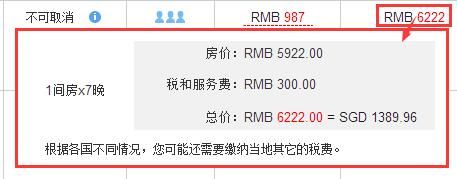 不可取消 RMB 987 RMB 6222
房价：RMB 5922.00
1间房x7晚
税和服务费：RMB 300.00
总价：RMB 6222.00 = SGD 1389.96
根据各国不同情况，您可能还需要缴纳当地其它的税费。